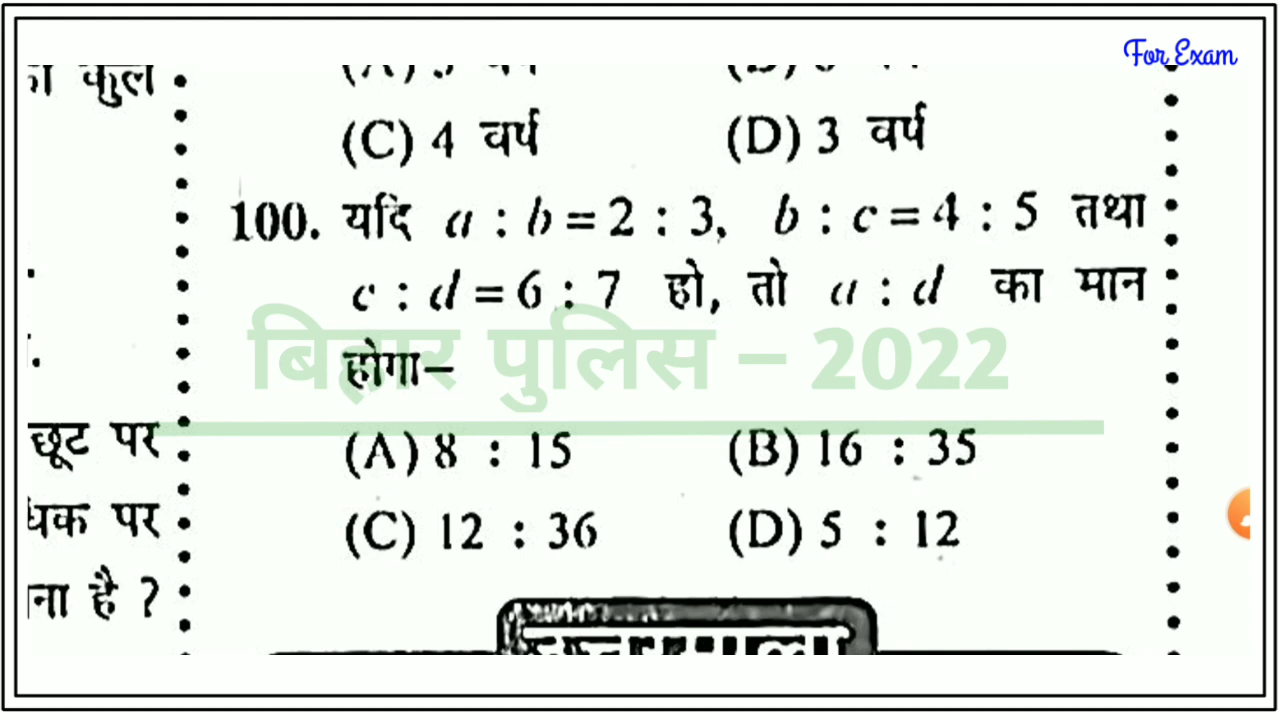 For Exam
कुल
(C) 4 वर्ष (D) 3 वर्ष
100. यदि a : b = 2 : 3, b : c = 4 : 5 तथा
c : d = 6 : 7 हो, तो a : d का मान
होगा–
बिहार पुलिस – 2022
छूट पर
(A) 8 : 15 (B) 16 : 35
पर
(C) 12 : 36 (D) 5 : 12
है ?